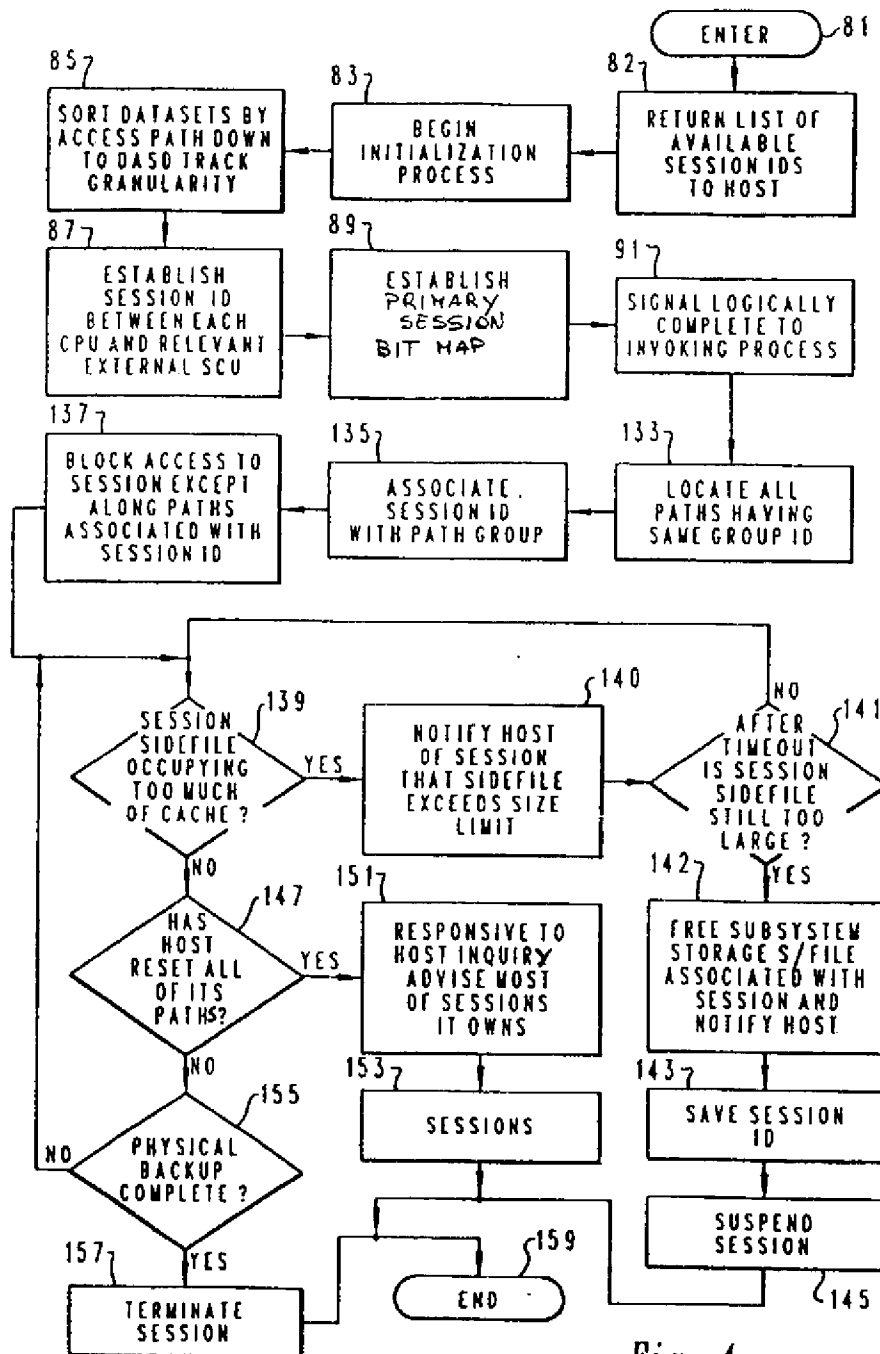 ENTER
81
85
SORT DATASETS BY
ACCESS PATH DOWN
TO DASD TRACK
GRANULARITY
83
BEGIN
INITIALIZATION
PROCESS
82
RETURN LIST OF
AVAILABLE
SESSION IDS
TO HOST
87
ESTABLISH
SESSION ID
BETWEEN EACH
CPU AND RELEVANT
EXTERNAL SCU
89
ESTABLISH
PRIMARY
SESSION
BIT MAP
91
SIGNAL LOGICALLY
COMPLETE TO
INVOKING PROCESS
137
BLOCK ACCESS TO
SESSION EXCEPT
ALONG PATHS
ASSOCIATED WITH
SESSION ID
135
ASSOCIATE.
SESSION ID
WITH PATH GROUP
133
LOCATE ALL
PATHS HAVING
SAME GROUP ID
SESSION
SIDEFILE
OCCUPYING
TOO MUCH
OF CACHE ?
139
YES
NO
140
NOTIFY HOST
OF SESSION
THAT SIDEFILE
EXCEEDS SIZE
LIMIT
NO
141
AFTER
TIMEOUT
IS SESSION
SIDEFILE
STILL TOO
LARGE ?
YES
HAS
HOST
RESET ALL
OF ITS
PATHS?
147
YES
NO
151
RESPONSIVE TO
HOST INQUIRY
ADVISE MOST
OF SESSIONS
IT OWNS
142
FREE SUBSYSTEM
STORAGE S/FILE
ASSOCIATED WITH
SESSION AND
NOTIFY HOST
153
SESSIONS
143
SAVE SESSION
ID
155
NO
PHYSICAL
BACKUP
COMPLETE ?
YES
SUSPEND
SESSION
145
157
TERMINATE
SESSION
159
END